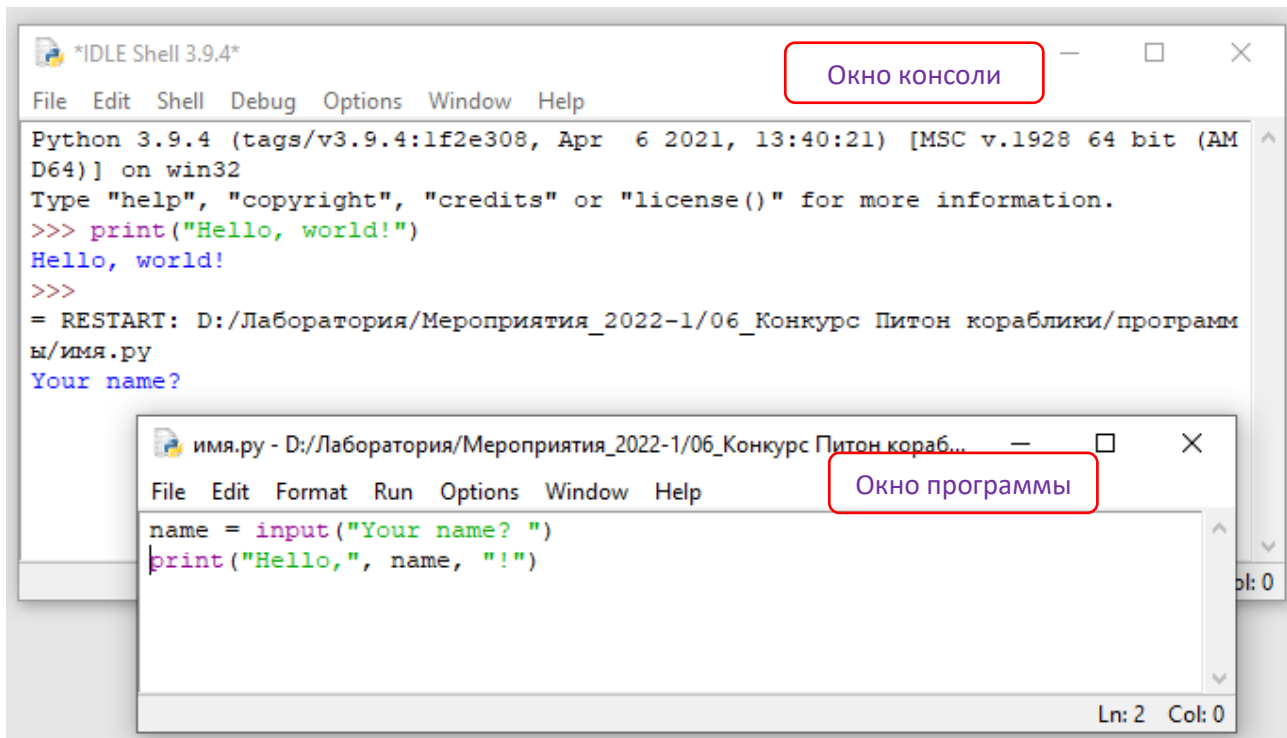 *IDLE Shell 3.9.4*
Окно консоли
File Edit Shell Debug Options Window Help
Python 3.9.4 (tags/v3.9.4:1f2e308, Apr  6 2021, 13:40:21) [MSC v.1928 64 bit (AM
D64)] on win32
Type "help", "copyright", "credits" or "license()" for more information.
>>> print("Hello, world!")
Hello, world!
>>>
= RESTART: D:/Лаборатория/Мероприятия_2022-1/06_Конкурс Питон кораблики/программ
ы/имя.py
Your name?
имя.py - D:/Лаборатория/Мероприятия_2022-1/06_Конкурс Питон кораб...
Окно программы
File Edit Format Run Options Window Help
name = input("Your name? ")
print("Hello,", name, "!")
ol: 0
Ln: 2 Col: 0